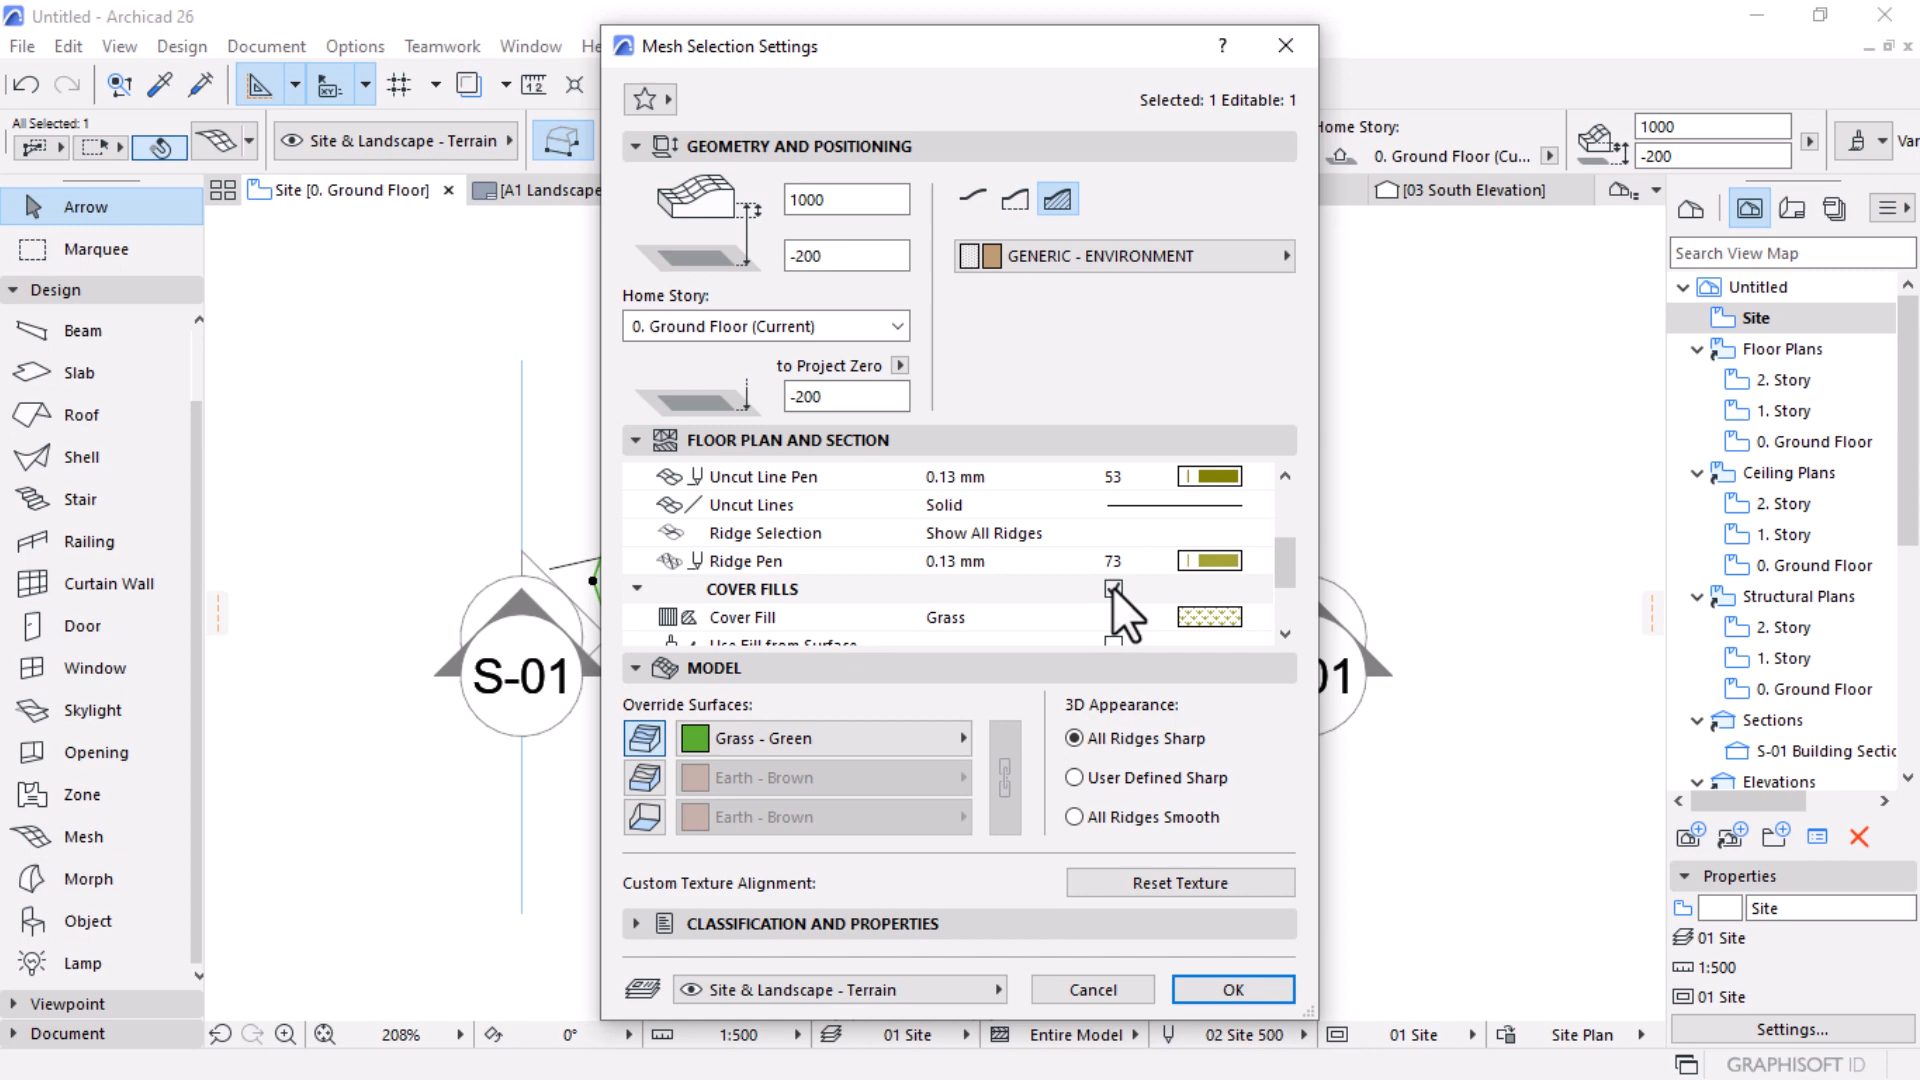 Untitled - Archicad 26
File Edit View Design Document Options Teamwork Window He
All Selected: 1
Site & Landscape - Terrain
Home Story:
0. Ground Floor (Cu...
1000
-200
Var
Site [0. Ground Floor]
[A1 Landscape
[03 South Elevation]
Arrow
Marquee
Design
Beam
Slab
Roof
Shell
Stair
Railing
Curtain Wall
Door
Window
Skylight
Opening
Zone
Mesh
Morph
Object
Lamp
Viewpoint
Document
S-01
01
Mesh Selection Settings
?
Selected: 1 Editable: 1
GEOMETRY AND POSITIONING
1000
-200
GENERIC - ENVIRONMENT
Home Story:
0. Ground Floor (Current)
to Project Zero
-200
FLOOR PLAN AND SECTION
Uncut Line Pen 0.13 mm 53
Uncut Lines Solid
Ridge Selection Show All Ridges
Ridge Pen 0.13 mm 73
COVER FILLS
Cover Fill Grass
Use Fill from Surface
MODEL
Override Surfaces:
Grass - Green
Earth - Brown
Earth - Brown
3D Appearance:
All Ridges Sharp
User Defined Sharp
All Ridges Smooth
Custom Texture Alignment:
Reset Texture
CLASSIFICATION AND PROPERTIES
Site & Landscape - Terrain
Cancel
OK
Search View Map
Untitled
Site
Floor Plans
2. Story
1. Story
0. Ground Floor
Ceiling Plans
2. Story
1. Story
0. Ground Floor
Structural Plans
2. Story
1. Story
0. Ground Floor
Sections
S-01 Building Sectic
Elevations
Properties
Site
01 Site
1:500
01 Site
Settings...
208% 0° 1:500 01 Site Entire Model 02 Site 500 01 Site Site Plan
GRAPHISOFT ID